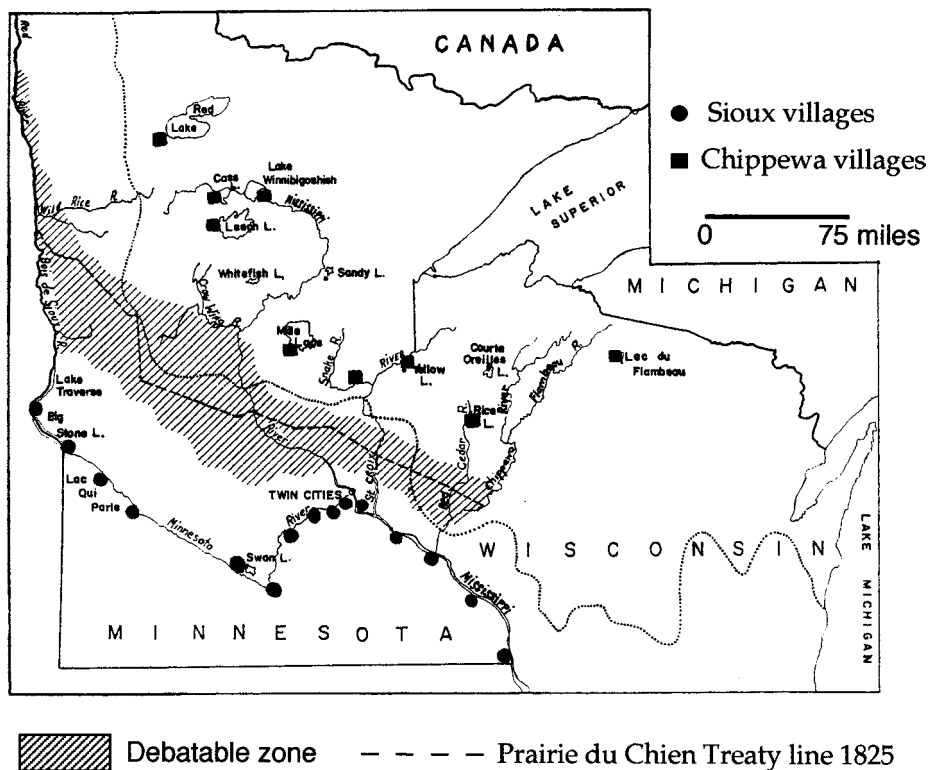 CANADA
Sioux villages
Chippewa villages
0 75 miles
Red
River
Red
Lake
Lake
Winnibigoshish
Cass L.
Mississippi
Wild Rice R.
Leech L.
LAKE
SUPERIOR
Whitefish L.
Sandy L.
Crow Wing R.
MICHIGAN
Bois de Sioux R.
Mille
Lacs
Snake R.
River
Yellow
L.
Courte
Oreilles
L.
Flambeau R.
Lac du
Flambeau
Lake
Traverse
Big
Stone L.
Rice
L.
River
Chippewa
Red
Cedar R.
River
St. Croix
Lac
Qui
Parle
TWIN CITIES
River
Minnesota
Swan L.
WISCONSIN
Mississippi
LAKE MICHIGAN
MINNESOTA
Debatable zone
Prairie du Chien Treaty line 1825